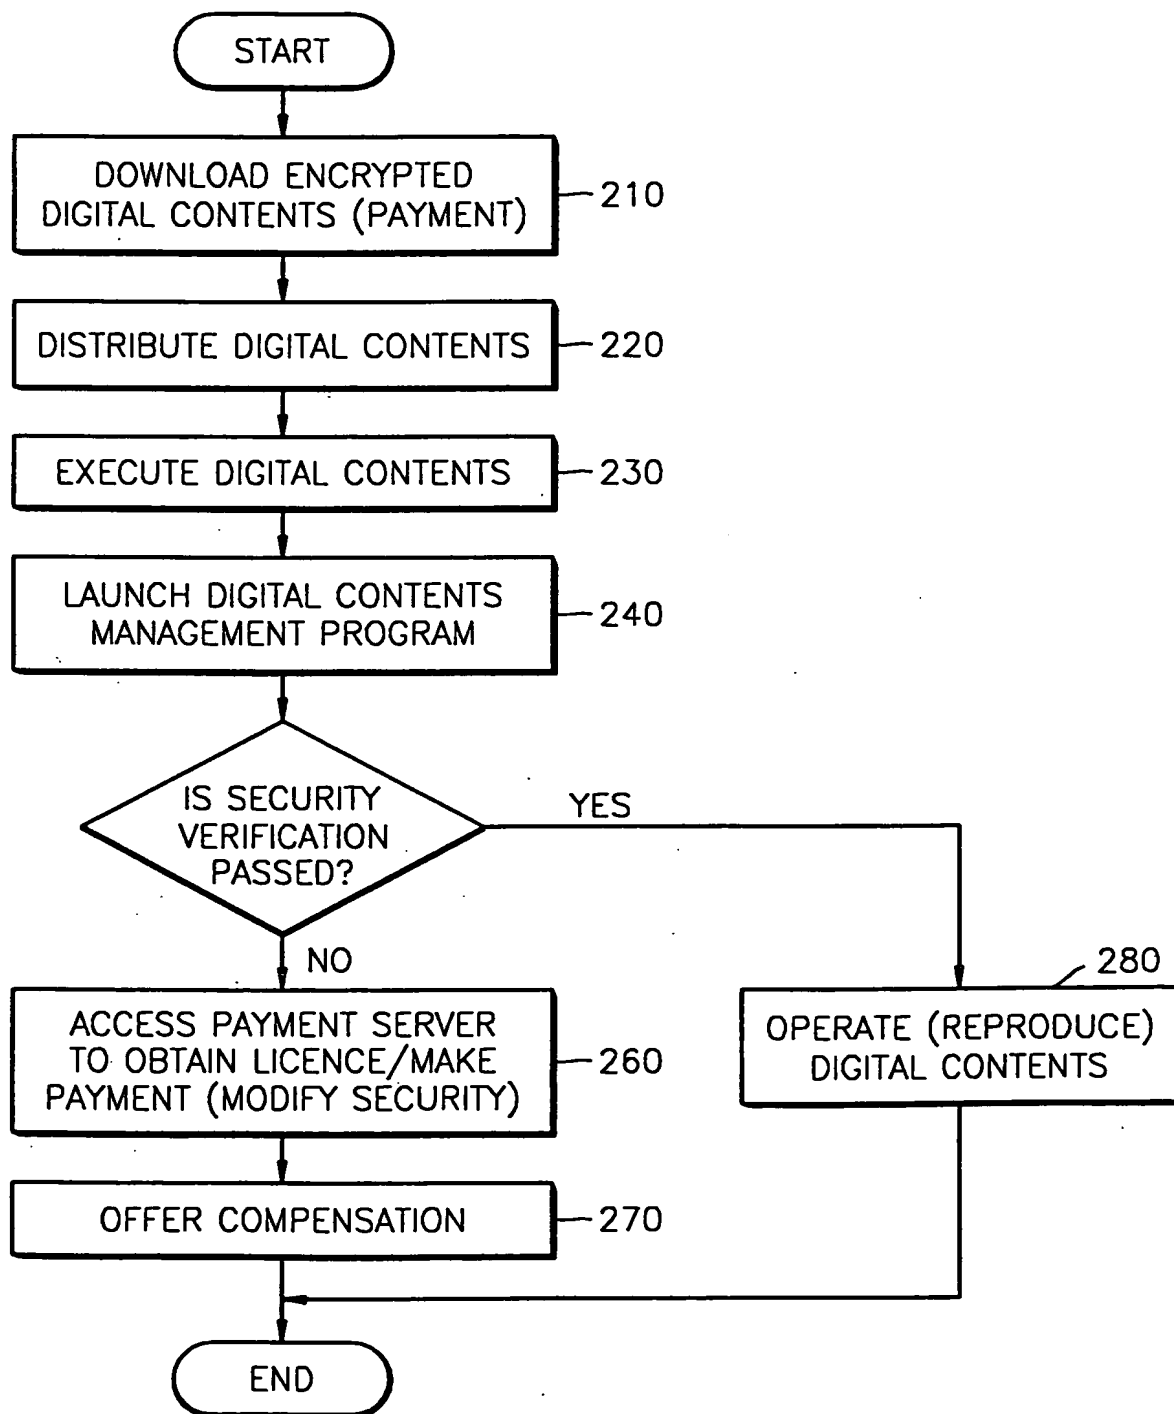 START
DOWNLOAD ENCRYPTED
DIGITAL CONTENTS (PAYMENT)
210
DISTRIBUTE DIGITAL CONTENTS
220
EXECUTE DIGITAL CONTENTS
230
LAUNCH DIGITAL CONTENTS
MANAGEMENT PROGRAM
240
IS SECURITY
VERIFICATION
PASSED?
YES
NO
ACCESS PAYMENT SERVER
TO OBTAIN LICENCE/MAKE
PAYMENT (MODIFY SECURITY)
260
280
OPERATE (REPRODUCE)
DIGITAL CONTENTS
OFFER COMPENSATION
270
END